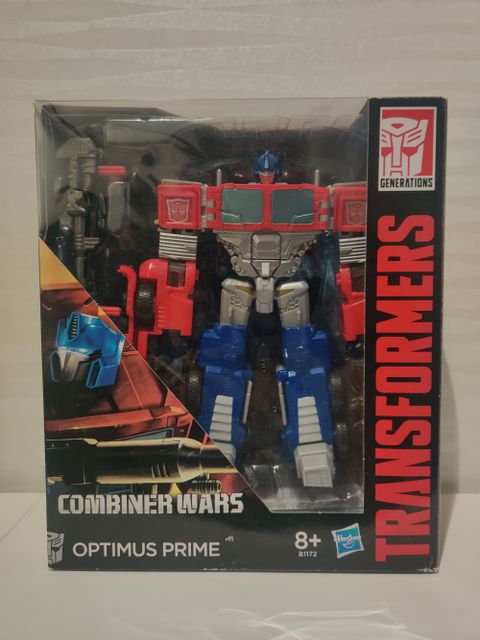 GENERATIONS
TRANSFORMERS
COMBINER WARS
OPTIMUS PRIME
8+
B1172
Hasbro